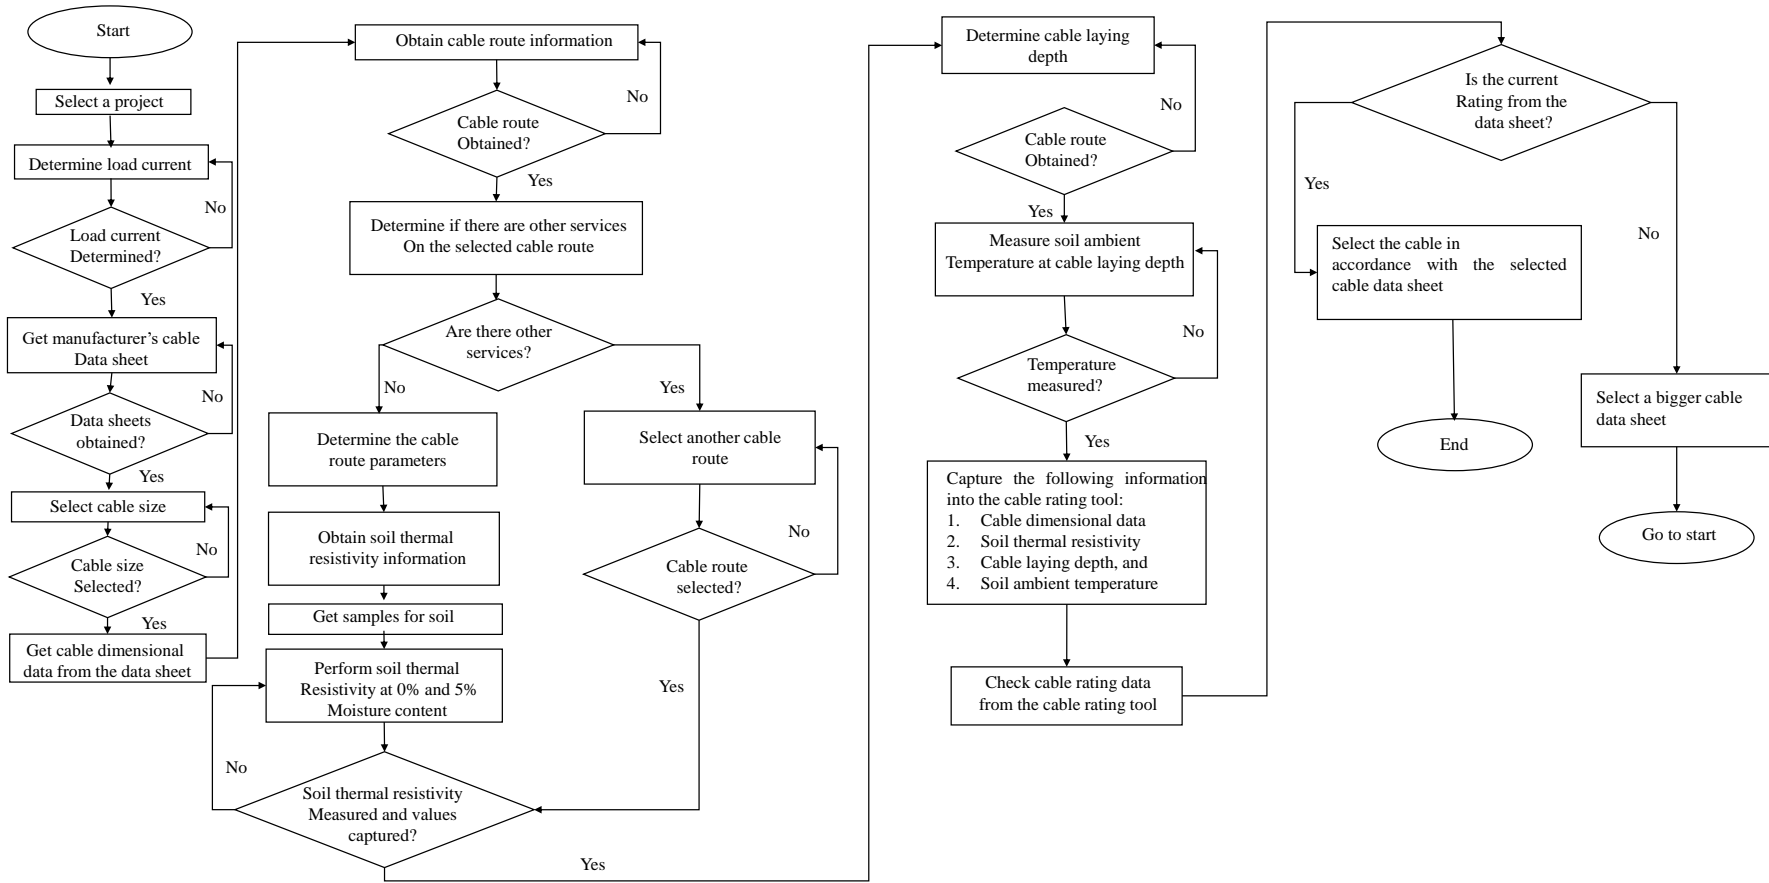 Start
Select a project
Determine load current
No
Load current
Determined?
Yes
Get manufacturer’s cable
Data sheet
No
Data sheets
obtained?
Yes
Select cable size
No
Cable size
Selected?
Yes
Get cable dimensional
data from the data sheet
Obtain cable route information
No
Cable route
Obtained?
Yes
Determine if there are other services
On the selected cable route
Are there other
services?
No
Yes
Determine the cable
route parameters
Select another cable
route
Obtain soil thermal
resistivity information
No
Cable route
selected?
Get samples for soil
Perform soil thermal
Resistivity at 0% and 5%
Moisture content
Yes
No
Soil thermal resistivity
Measured and values
captured?
Yes
Determine cable laying
depth
No
Cable route
Obtained?
Yes
Measure soil ambient
Temperature at cable laying depth
No
Temperature
measured?
Yes
Capture the following information
into the cable rating tool:
1. Cable dimensional data
2. Soil thermal resistivity
3. Cable laying depth, and
4. Soil ambient temperature
Check cable rating data
from the cable rating tool
Is the current
Rating from the
data sheet?
Yes
No
Select the cable in
accordance with the selected
cable data sheet
End
Select a bigger cable
data sheet
Go to start